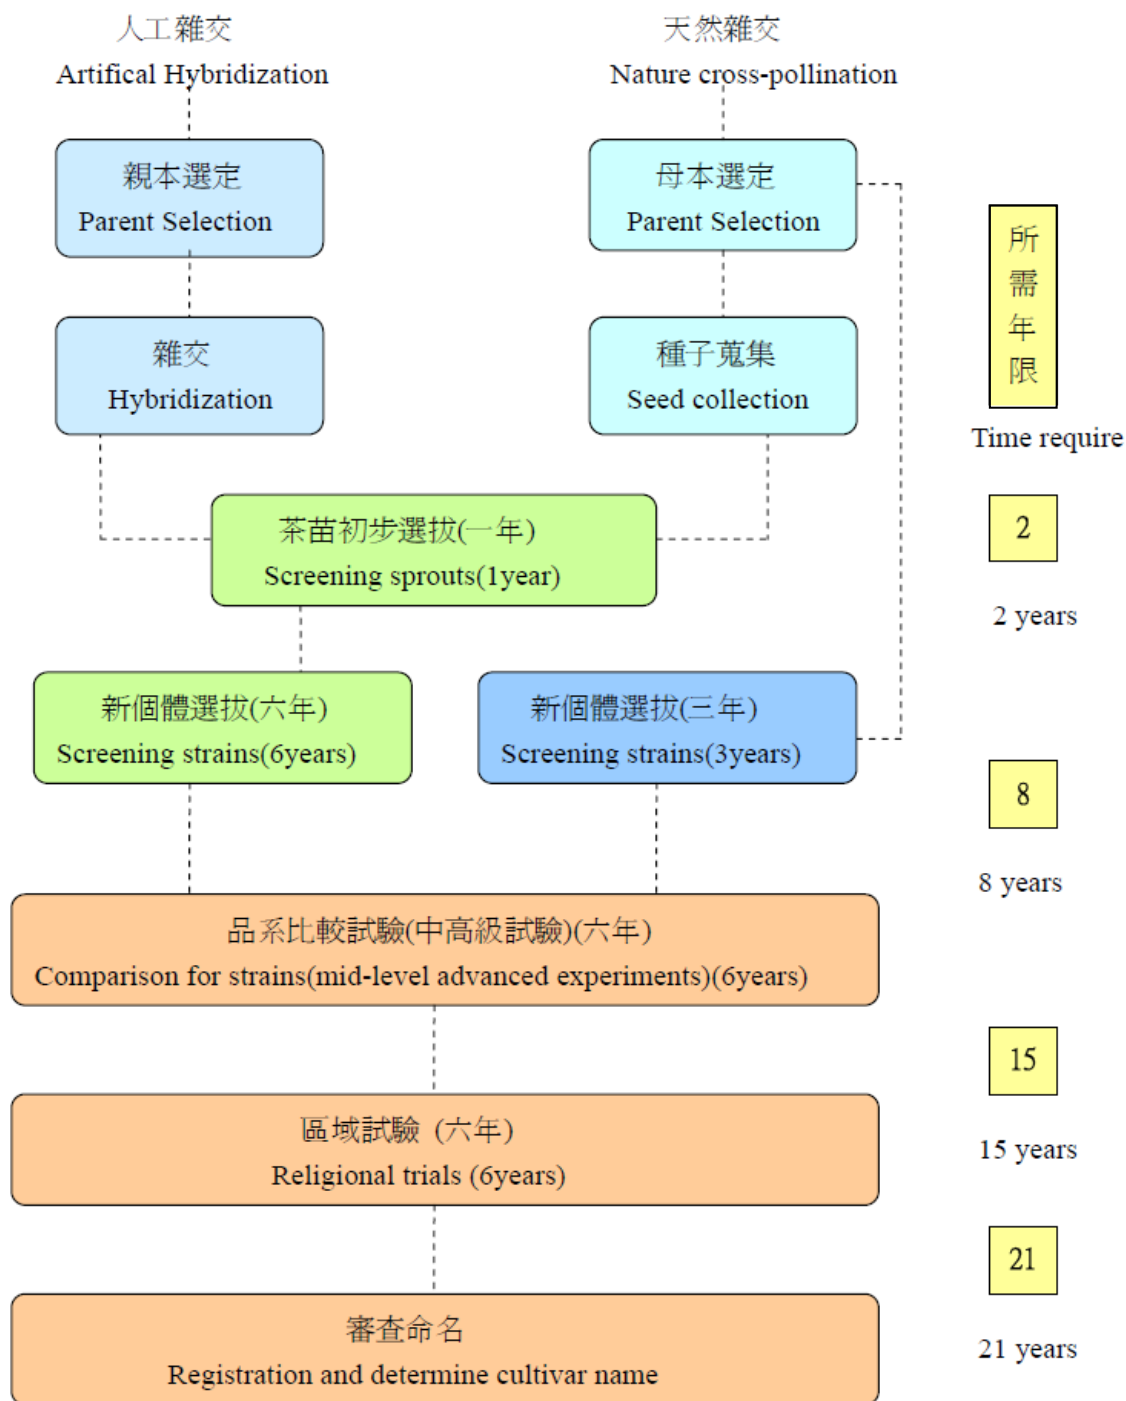 人工雜交
Artifical Hybridization
天然雜交
Nature cross-pollination
親本選定
Parent Selection
母本選定
Parent Selection
雜交
Hybridization
種子蒐集
Seed collection
所
需
年
限
Time require
茶苗初步選拔(一年)
Screening sprouts(1year)
2
2 years
新個體選拔(六年)
Screening strains(6years)
新個體選拔(三年)
Screening strains(3years)
8
8 years
品系比較試驗(中高級試驗)(六年)
Comparison for strains(mid-level advanced experiments)(6years)
15
15 years
區域試驗 (六年)
Religional trials (6years)
21
21 years
審查命名
Registration and determine cultivar name